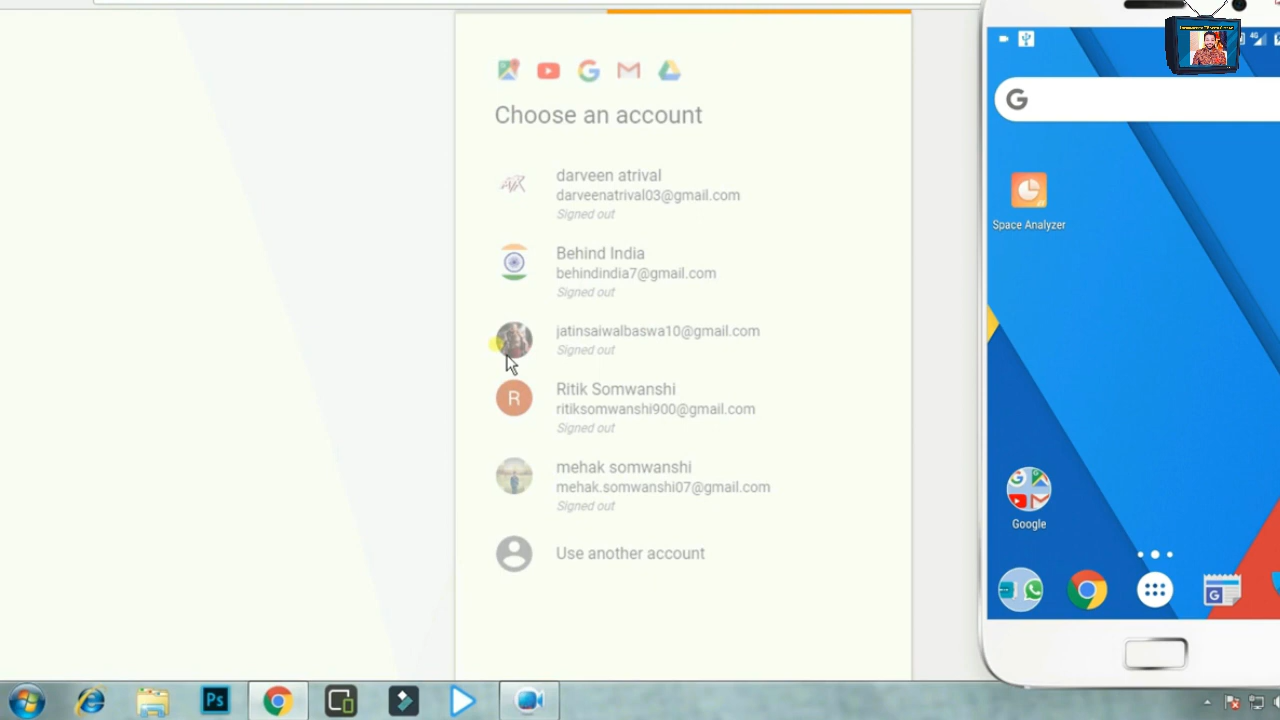 Choose an account
darveen atrival
darveenatrival03@gmail.com
Signed out
Behind India
behindindia7@gmail.com
Signed out
jatinsaiwalbaswa10@gmail.com
Signed out
Ritik Somwanshi
ritiksomwanshi900@gmail.com
Signed out
R
mehak somwanshi
mehak.somwanshi07@gmail.com
Signed out
Use another account
4G
G
Space Analyzer
Google
G
Ps